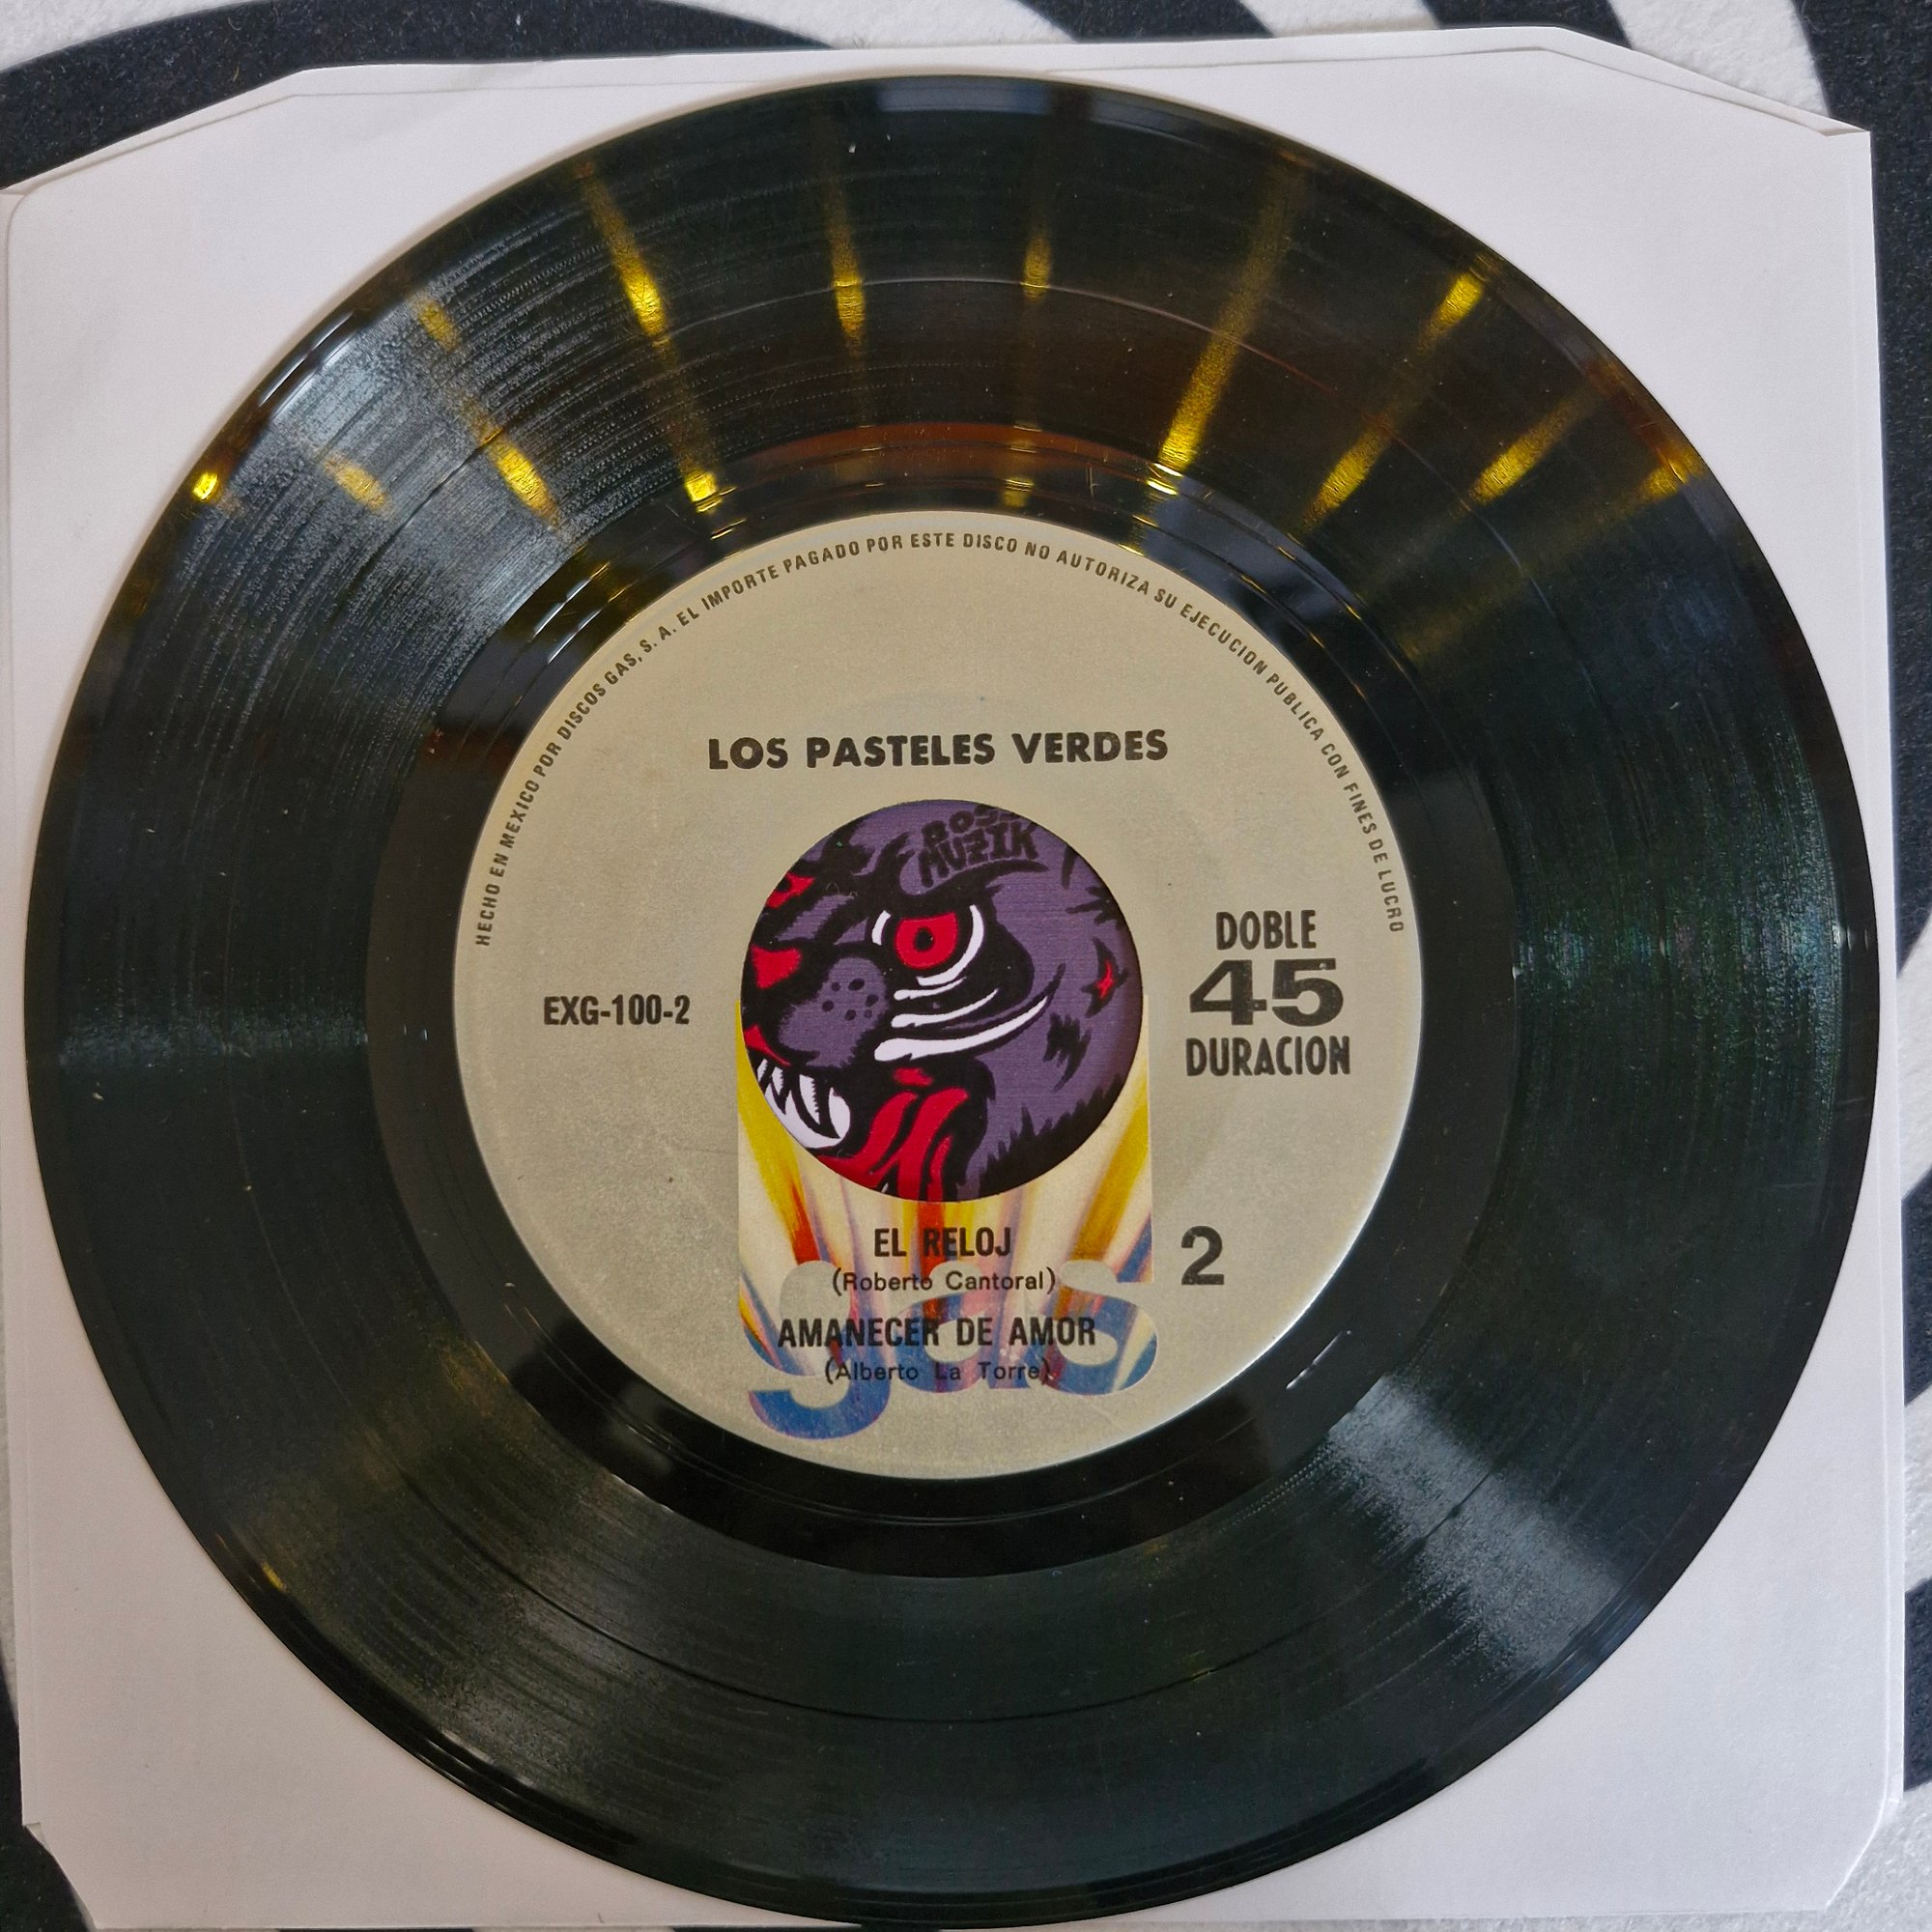 HECHO EN MEXICO POR DISCOS GAS, S. A. EL IMPORTE PAGADO POR ESTE DISCO NO AUTORIZA SU EJECUCION PUBLICA CON FINES DE LUCRO
LOS PASTELES VERDES
MUZIK
EXG-100-2
DOBLE
45
DURACION
EL RELOJ
(Roberto Cantoral)
2
AMANECER DE AMOR
(Alberto La Torre)
gas